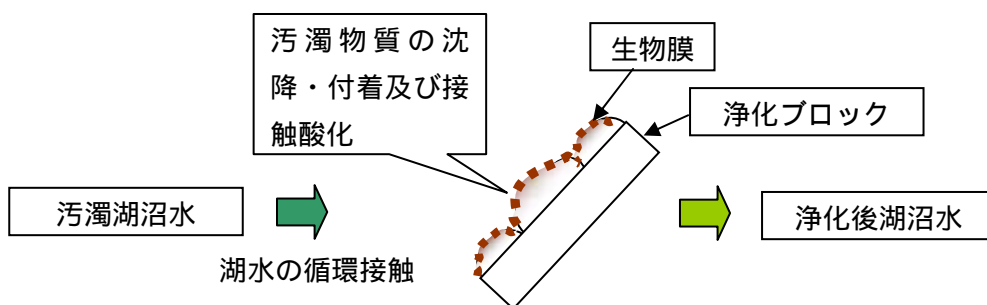 汚濁物質の沈
降・付着及び接
触酸化
生物膜
浄化ブロック
汚濁湖沼水
湖水の循環接触
浄化後湖沼水